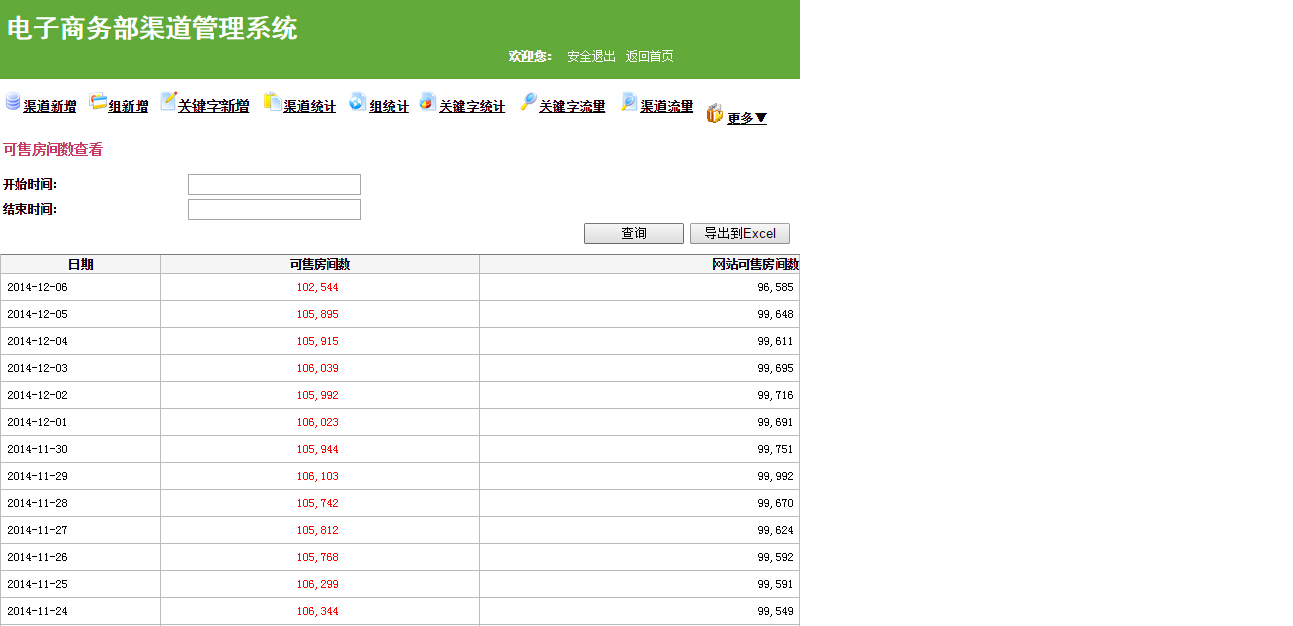 电子商务部渠道管理系统
欢迎您: 安全退出 返回首页
渠道新增 组新增 关键字新增 渠道统计 组统计 关键字统计 关键字流量 渠道流量 更多▼
可售房间数查看
开始时间:
结束时间:
查询 导出到Excel
日期 可售房间数 网站可售房间数
2014-12-06 102,544 96,585
2014-12-05 105,895 99,648
2014-12-04 105,915 99,611
2014-12-03 106,039 99,695
2014-12-02 105,992 99,716
2014-12-01 106,023 99,691
2014-11-30 105,944 99,751
2014-11-29 106,103 99,992
2014-11-28 105,742 99,670
2014-11-27 105,812 99,624
2014-11-26 105,768 99,592
2014-11-25 106,299 99,591
2014-11-24 106,344 99,549